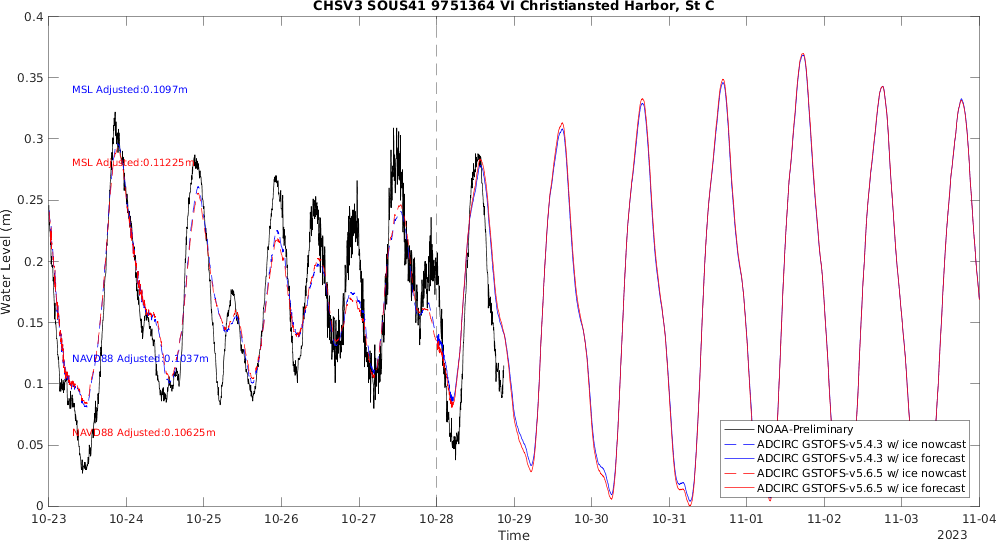 CHSV3 SOUS41 9751364 VI Christiansted Harbor, St C
0.4
0.35
0.3
0.25
0.2
0.15
0.1
0.05
0
Water Level (m)
MSL Adjusted:0.1097m
MSL Adjusted:0.11225m
NAVD88 Adjusted:0.1037m
NAVD88 Adjusted:0.10625m
NOAA-Preliminary
ADCIRC GSTOFS-v5.4.3 w/ ice nowcast
ADCIRC GSTOFS-v5.4.3 w/ ice forecast
ADCIRC GSTOFS-v5.6.5 w/ ice nowcast
ADCIRC GSTOFS-v5.6.5 w/ ice forecast
10-23 10-24 10-25 10-26 10-27 10-28 10-29 10-30 10-31 11-01 11-02 11-03 11-04
Time
2023